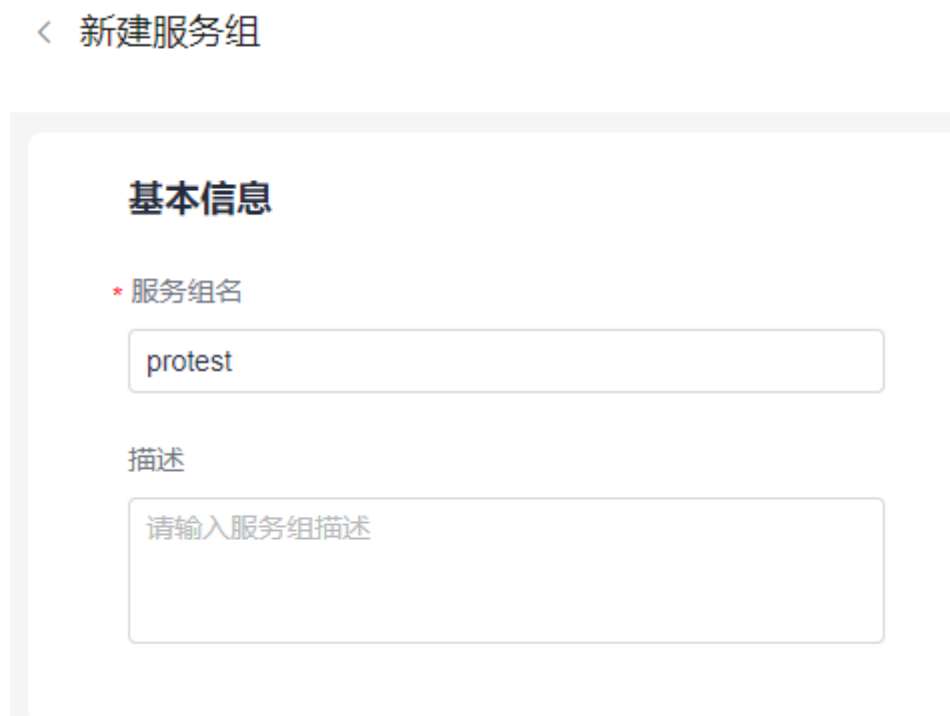 新建服务组
基本信息
* 服务组名
protest
描述
请输入服务组描述